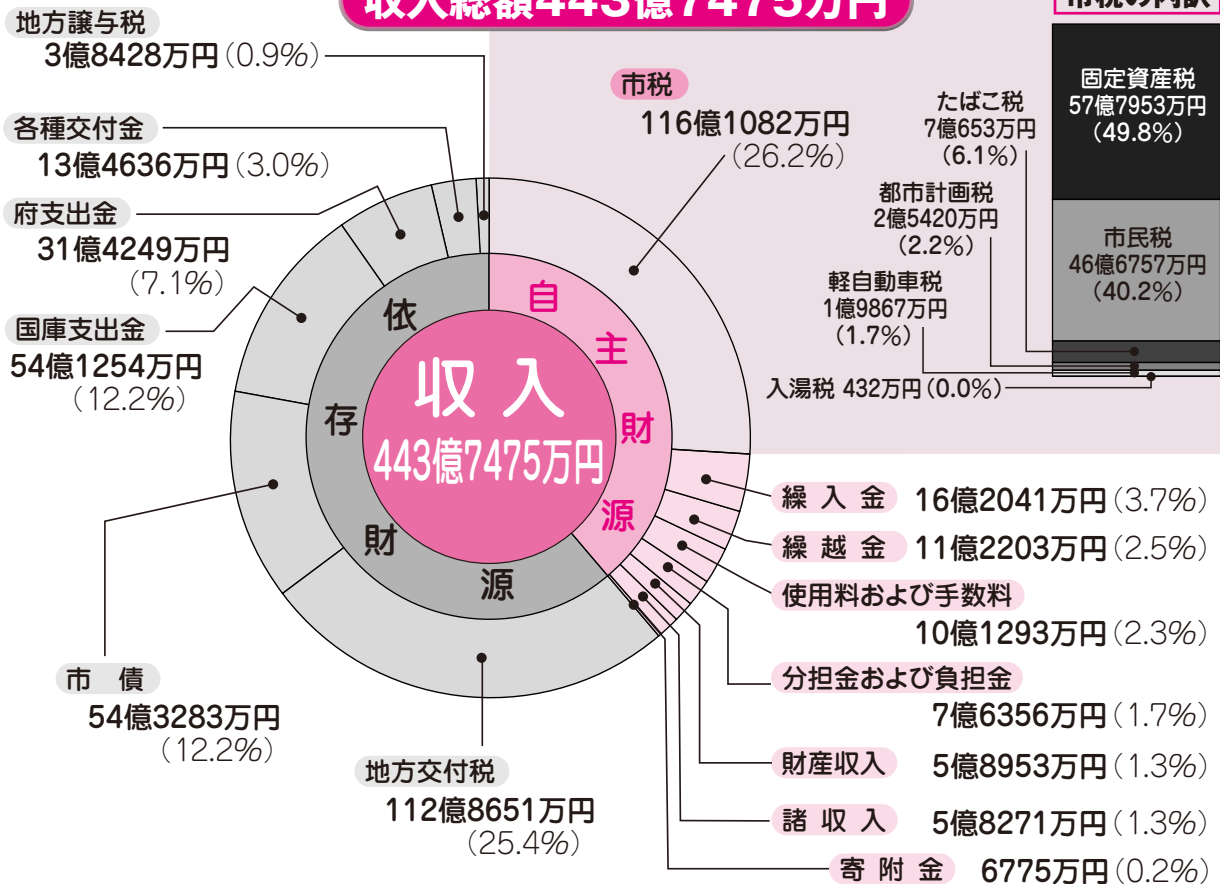 収入総額443億7475万円
市税の内訳
地方譲与税
3億8428万円(0.9%)
各種交付金
13億4636万円(3.0%)
府支出金
31億4249万円
(7.1%)
国庫支出金
54億1254万円
(12.2%)
市 債
54億3283万円
(12.2%)
地方交付税
112億8651万円
(25.4%)
市税
116億1082万円
(26.2%)
固定資産税
57億7953万円
(49.8%)
市民税
46億6757万円
(40.2%)
たばこ税
7億653万円
(6.1%)
都市計画税
2億5420万円
(2.2%)
軽自動車税
1億9867万円
(1.7%)
入湯税 432万円(0.0%)
自主財源
依存財源
収入
443億7475万円
繰入金 16億2041万円(3.7%)
繰越金 11億2203万円(2.5%)
使用料および手数料
10億1293万円(2.3%)
分担金および負担金
7億6356万円(1.7%)
財産収入 5億8953万円(1.3%)
諸収入 5億8271万円(1.3%)
寄附金 6775万円(0.2%)